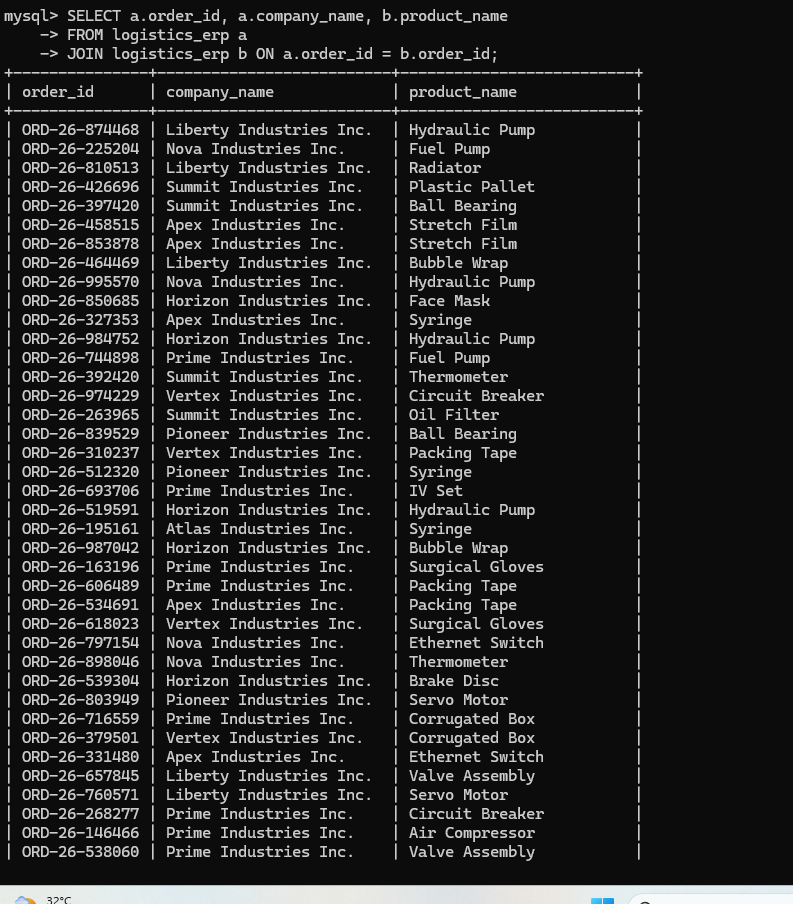 mysql> SELECT a.order_id, a.company_name, b.product_name
    -> FROM logistics_erp a
    -> JOIN logistics_erp b ON a.order_id = b.order_id;
+---------------+--------------------------+--------------------------+
| order_id      | company_name             | product_name             |
+---------------+--------------------------+--------------------------+
| ORD-26-874468 | Liberty Industries Inc.  | Hydraulic Pump           |
| ORD-26-225204 | Nova Industries Inc.     | Fuel Pump                |
| ORD-26-810513 | Liberty Industries Inc.  | Radiator                 |
| ORD-26-426696 | Summit Industries Inc.   | Plastic Pallet           |
| ORD-26-397420 | Summit Industries Inc.   | Ball Bearing             |
| ORD-26-458515 | Apex Industries Inc.     | Stretch Film             |
| ORD-26-853878 | Apex Industries Inc.     | Stretch Film             |
| ORD-26-464469 | Liberty Industries Inc.  | Bubble Wrap              |
| ORD-26-995570 | Nova Industries Inc.     | Hydraulic Pump           |
| ORD-26-850685 | Horizon Industries Inc.  | Face Mask                |
| ORD-26-327353 | Apex Industries Inc.     | Syringe                  |
| ORD-26-984752 | Horizon Industries Inc.  | Hydraulic Pump           |
| ORD-26-744898 | Prime Industries Inc.    | Fuel Pump                |
| ORD-26-392420 | Summit Industries Inc.   | Thermometer              |
| ORD-26-974229 | Vertex Industries Inc.   | Circuit Breaker          |
| ORD-26-263965 | Summit Industries Inc.   | Oil Filter               |
| ORD-26-839529 | Pioneer Industries Inc.  | Ball Bearing             |
| ORD-26-310237 | Vertex Industries Inc.   | Packing Tape             |
| ORD-26-512320 | Pioneer Industries Inc.  | Syringe                  |
| ORD-26-693706 | Prime Industries Inc.    | IV Set                   |
| ORD-26-519591 | Horizon Industries Inc.  | Hydraulic Pump           |
| ORD-26-195161 | Atlas Industries Inc.    | Syringe                  |
| ORD-26-987042 | Horizon Industries Inc.  | Bubble Wrap              |
| ORD-26-163196 | Prime Industries Inc.    | Surgical Gloves          |
| ORD-26-606489 | Prime Industries Inc.    | Packing Tape             |
| ORD-26-534691 | Apex Industries Inc.     | Packing Tape             |
| ORD-26-618023 | Vertex Industries Inc.   | Surgical Gloves          |
| ORD-26-797154 | Nova Industries Inc.     | Ethernet Switch          |
| ORD-26-898046 | Nova Industries Inc.     | Thermometer              |
| ORD-26-539304 | Horizon Industries Inc.  | Brake Disc               |
| ORD-26-803949 | Pioneer Industries Inc.  | Servo Motor              |
| ORD-26-716559 | Prime Industries Inc.    | Corrugated Box           |
| ORD-26-379501 | Vertex Industries Inc.   | Corrugated Box           |
| ORD-26-331480 | Apex Industries Inc.     | Ethernet Switch          |
| ORD-26-657845 | Liberty Industries Inc.  | Valve Assembly           |
| ORD-26-760571 | Liberty Industries Inc.  | Servo Motor              |
| ORD-26-268277 | Prime Industries Inc.    | Circuit Breaker          |
| ORD-26-146466 | Prime Industries Inc.    | Air Compressor           |
| ORD-26-538060 | Prime Industries Inc.    | Valve Assembly           |
32°C